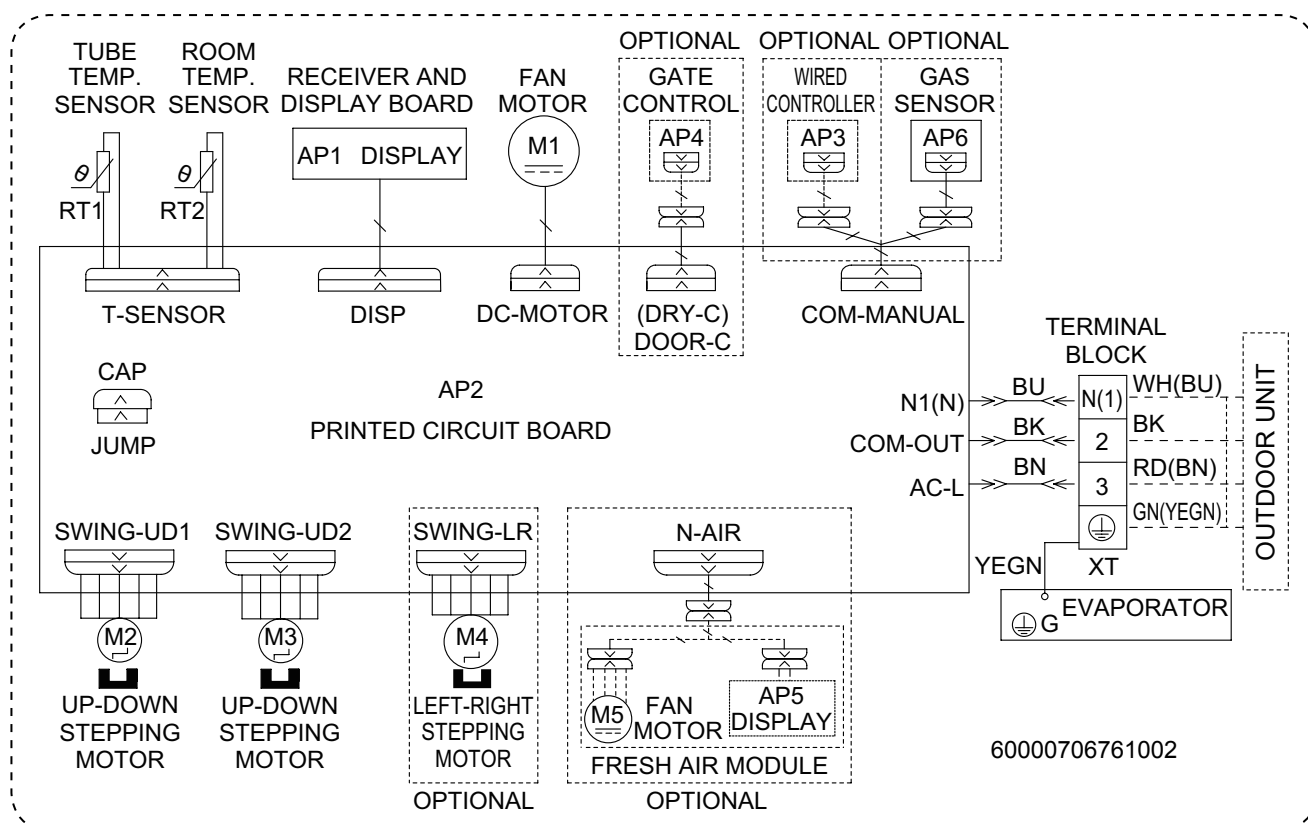 TUBE
TEMP.
SENSOR
ROOM
TEMP.
SENSOR
RECEIVER AND
DISPLAY BOARD
FAN
MOTOR
OPTIONAL
GATE
CONTROL
OPTIONAL
WIRED
CONTROLLER
OPTIONAL
GAS
SENSOR
θ
RT1
θ
RT2
AP1 DISPLAY
M1
AP4
AP3
AP6
T-SENSOR
DISP
DC-MOTOR
(DRY-C)
DOOR-C
COM-MANUAL
CAP
JUMP
AP2
PRINTED CIRCUIT BOARD
TERMINAL
BLOCK
N1(N)
BU
N(1)
WH(BU)
COM-OUT
BK
2
BK
AC-L
BN
3
RD(BN)
GN(YEGN)
OUTDOOR UNIT
YEGN
XT
G
EVAPORATOR
SWING-UD1
SWING-UD2
SWING-LR
N-AIR
M2
M3
M4
UP-DOWN
STEPPING
MOTOR
UP-DOWN
STEPPING
MOTOR
LEFT-RIGHT
STEPPING
MOTOR
OPTIONAL
M5
FAN
MOTOR
AP5
DISPLAY
FRESH AIR MODULE
OPTIONAL
60000706761002